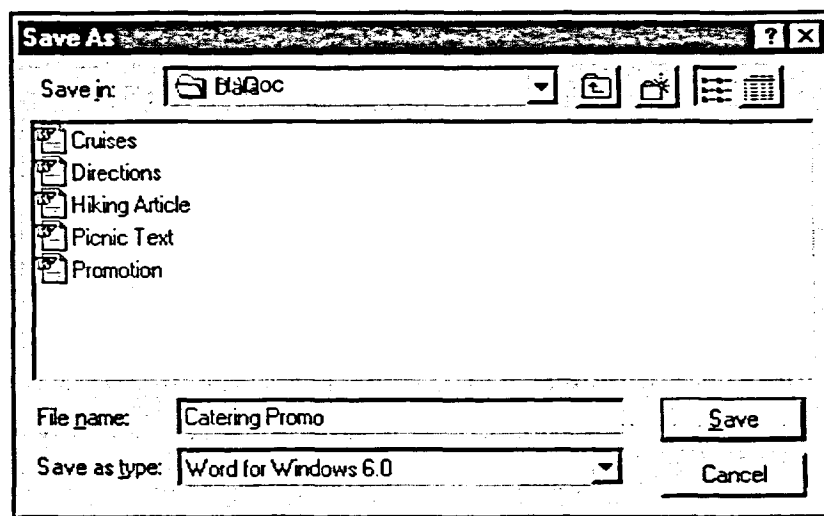 Save As
Save in:
Cruises
Directions
Hiking Article
Picnic Text
Promotion
File name: Catering Promo
Save
Save as type: Word for Windows 6.0
Cancel